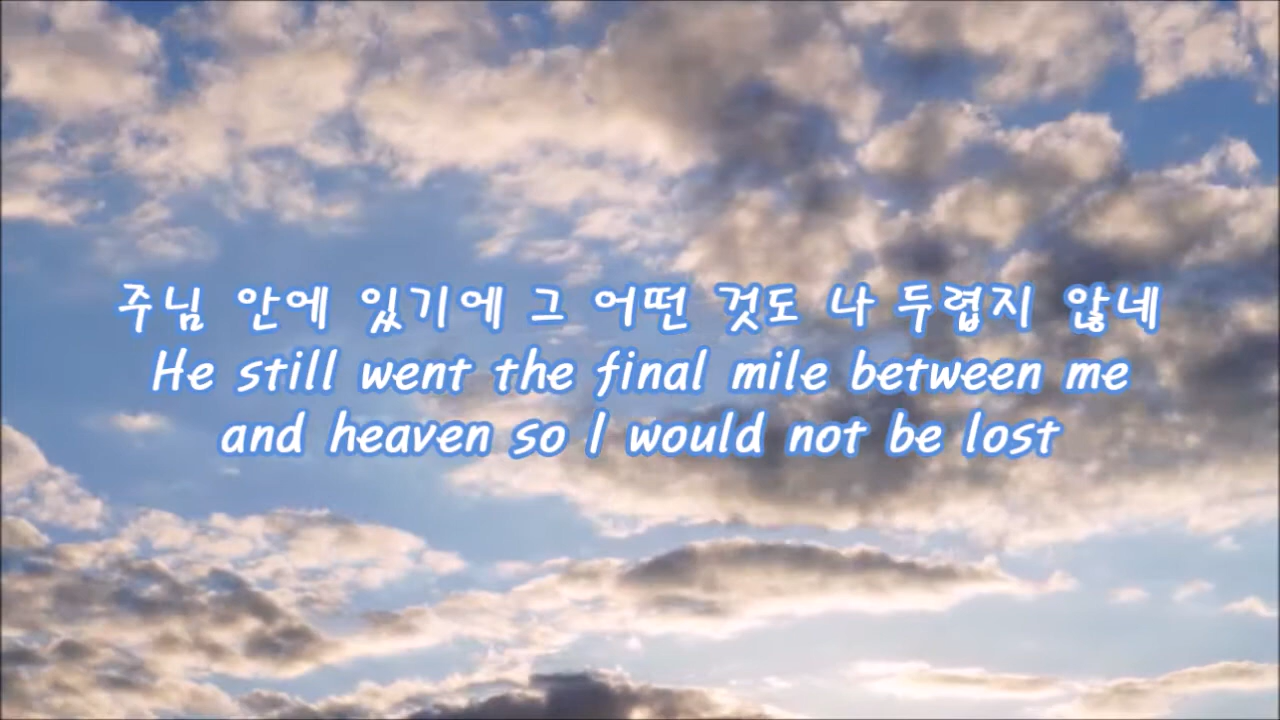 주님 안에 있기에 그 어떤 것도 나 두렵지 않네
He still went the final mile between me
and heaven so I would not be lost